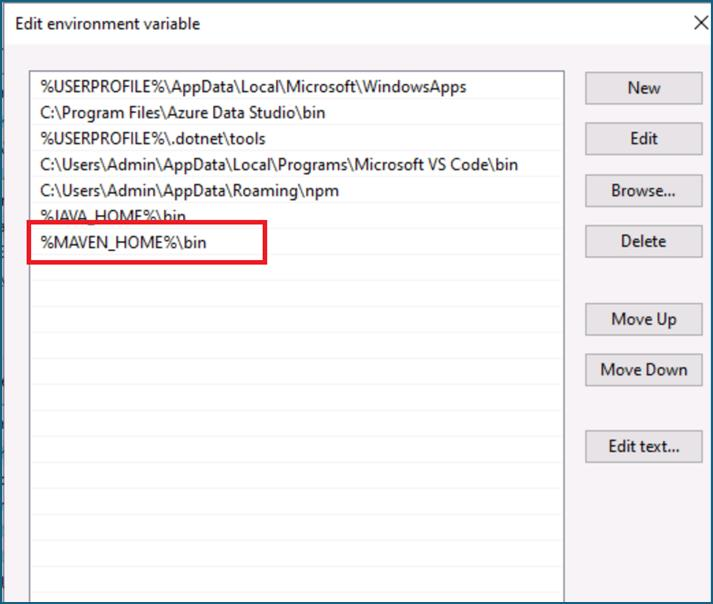 Edit environment variable
%USERPROFILE%\AppData\Local\Microsoft\WindowsApps
New
C:\Program Files\Azure Data Studio\bin
%USERPROFILE%\.dotnet\tools
Edit
C:\Users\Admin\AppData\Local\Programs\Microsoft VS Code\bin
C:\Users\Admin\AppData\Roaming\npm
Browse...
%JAVA_HOME%\bin
%MAVEN_HOME%\bin
Delete
Move Up
Move Down
Edit text...